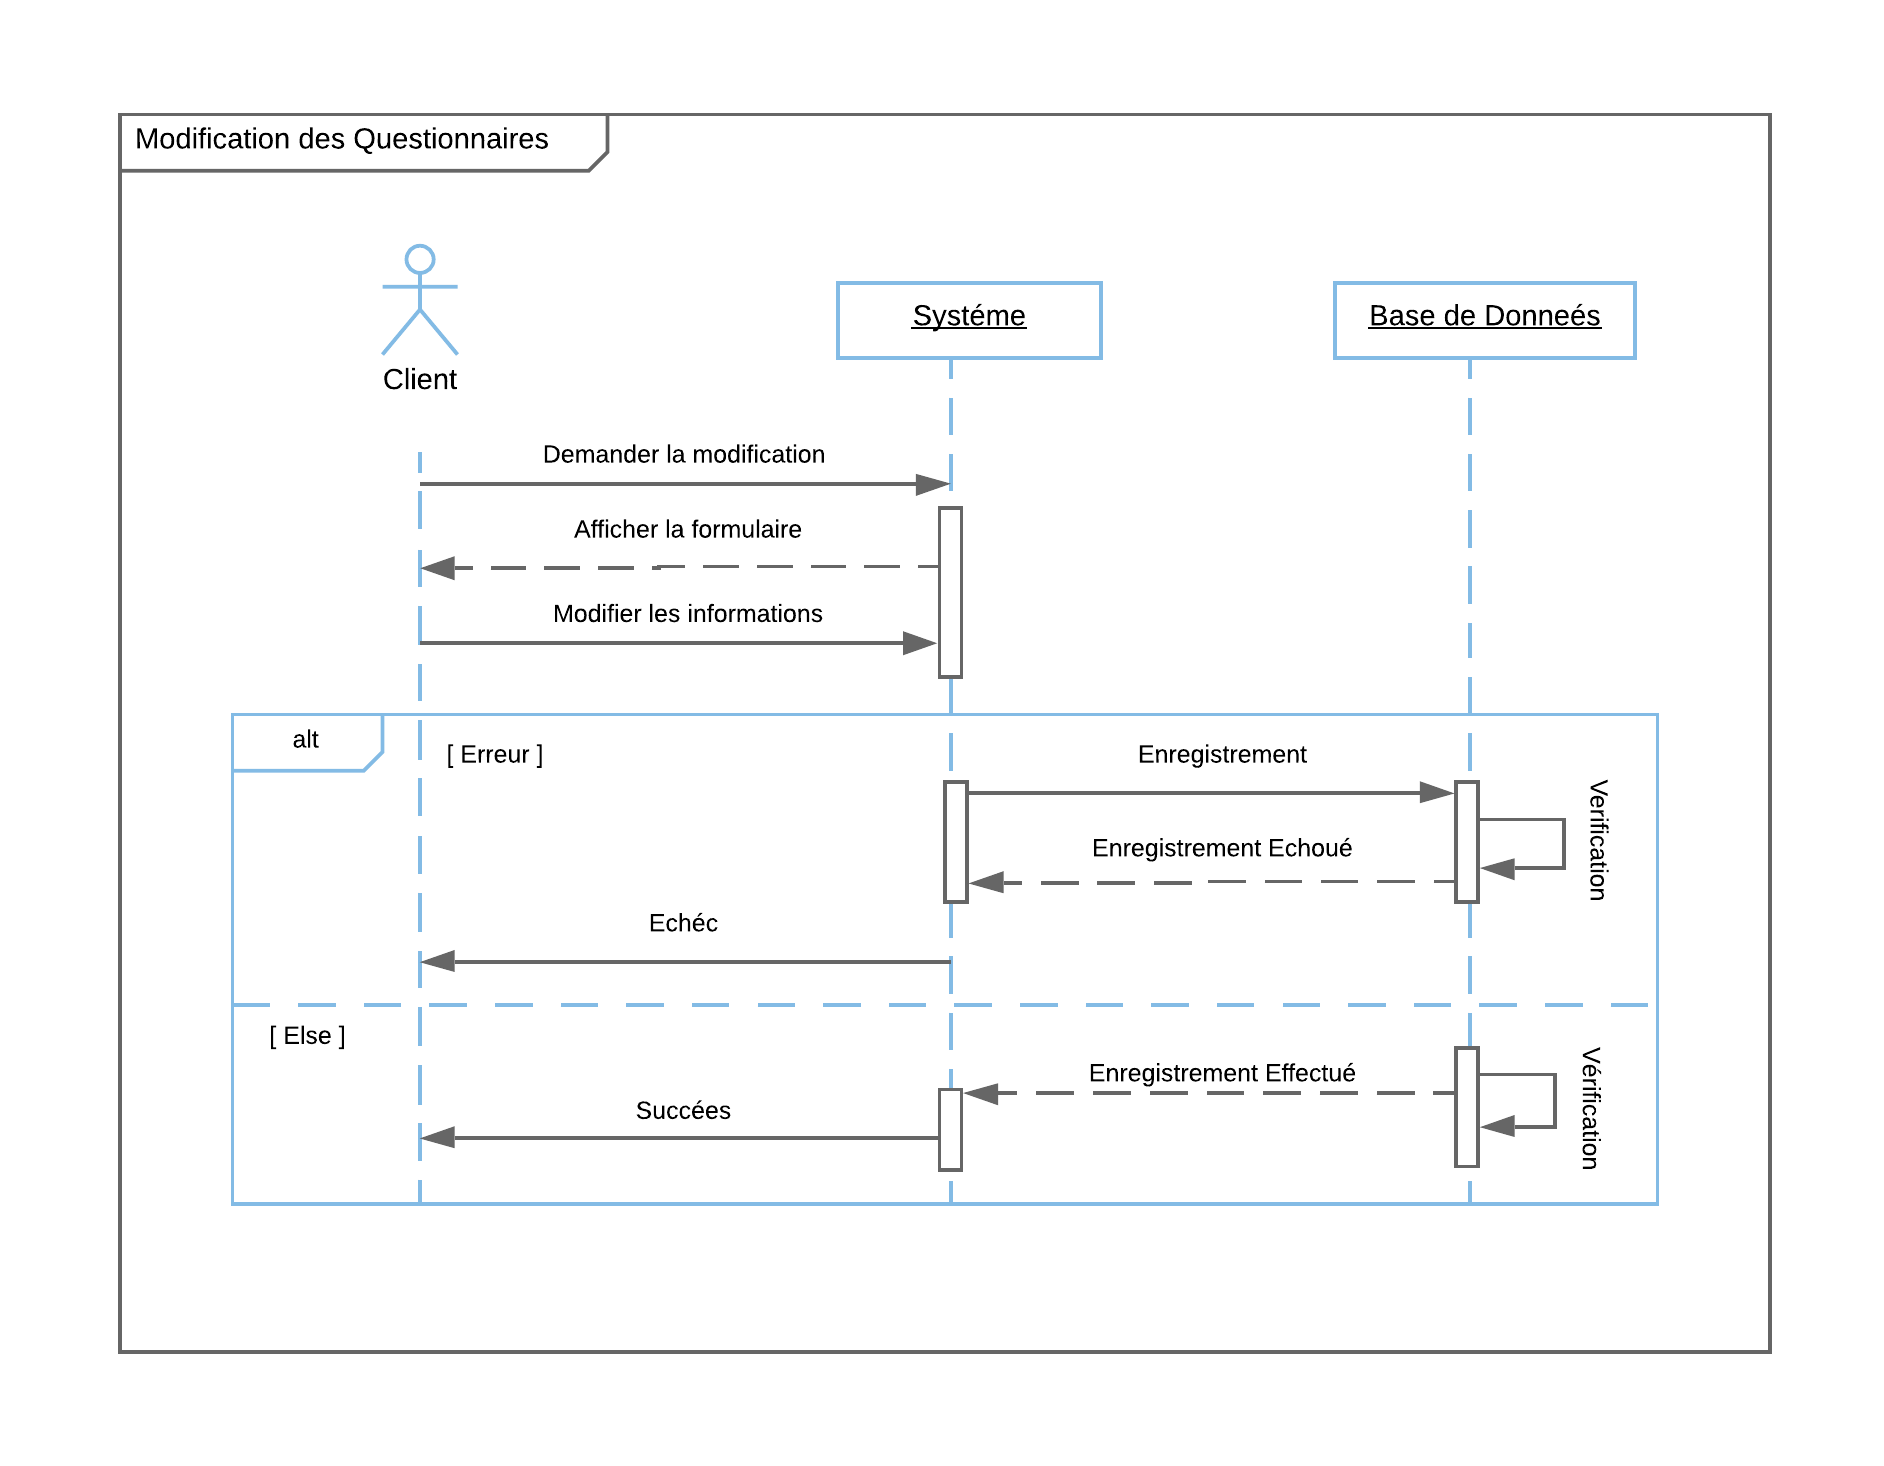 Modification des Questionnaires
Client
Systéme
Base de Donneés
Demander la modification
Afficher la formulaire
Modifier les informations
alt
[ Erreur ]
Enregistrement
Verification
Enregistrement Echoué
Echéc
[ Else ]
Enregistrement Effectué
Vérification
Succées